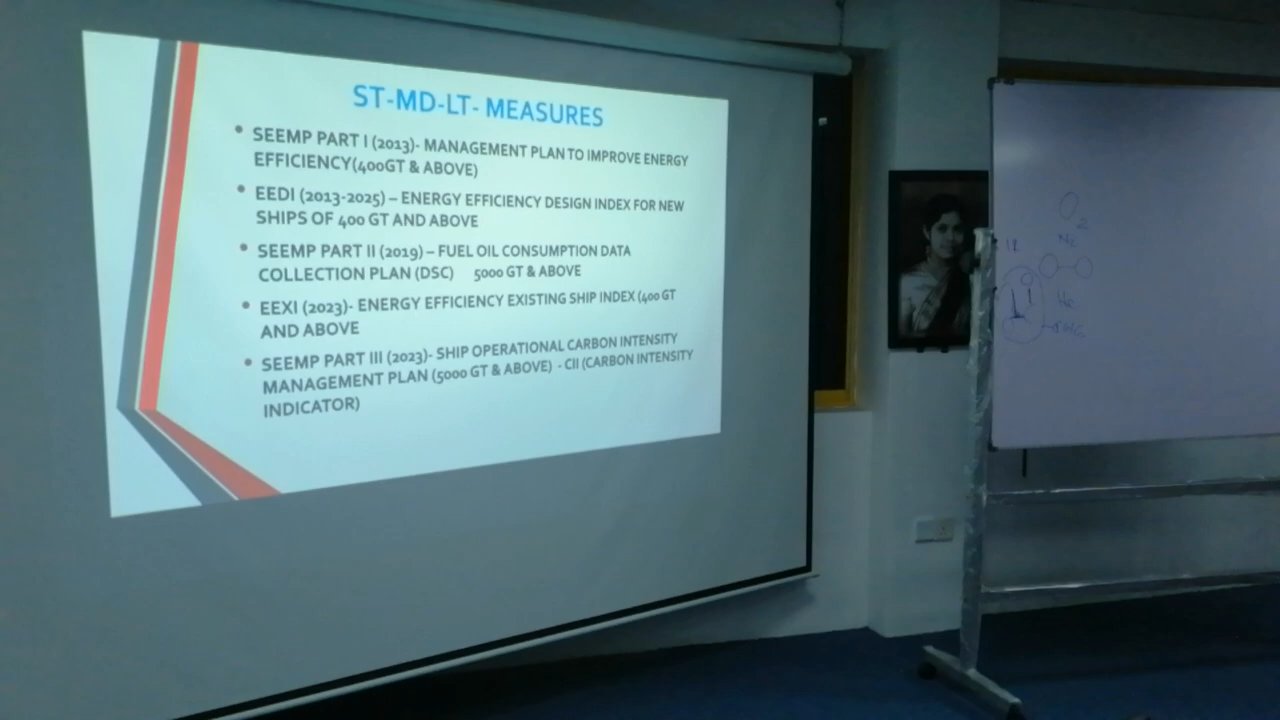 ST-MD-LT- MEASURES
• SEEMP PART I (2013)- MANAGEMENT PLAN TO IMPROVE ENERGY
EFFICIENCY(400GT & ABOVE)
• EEDI (2013-2025) – ENERGY EFFICIENCY DESIGN INDEX FOR NEW
SHIPS OF 400 GT AND ABOVE
• SEEMP PART II (2019) – FUEL OIL CONSUMPTION DATA
COLLECTION PLAN (DSC) 5000 GT & ABOVE
• EEXI (2023)- ENERGY EFFICIENCY EXISTING SHIP INDEX (400 GT
AND ABOVE
• SEEMP PART III (2023)- SHIP OPERATIONAL CARBON INTENSITY
MANAGEMENT PLAN (5000 GT & ABOVE) - CII (CARBON INTENSITY
INDICATOR)
O2